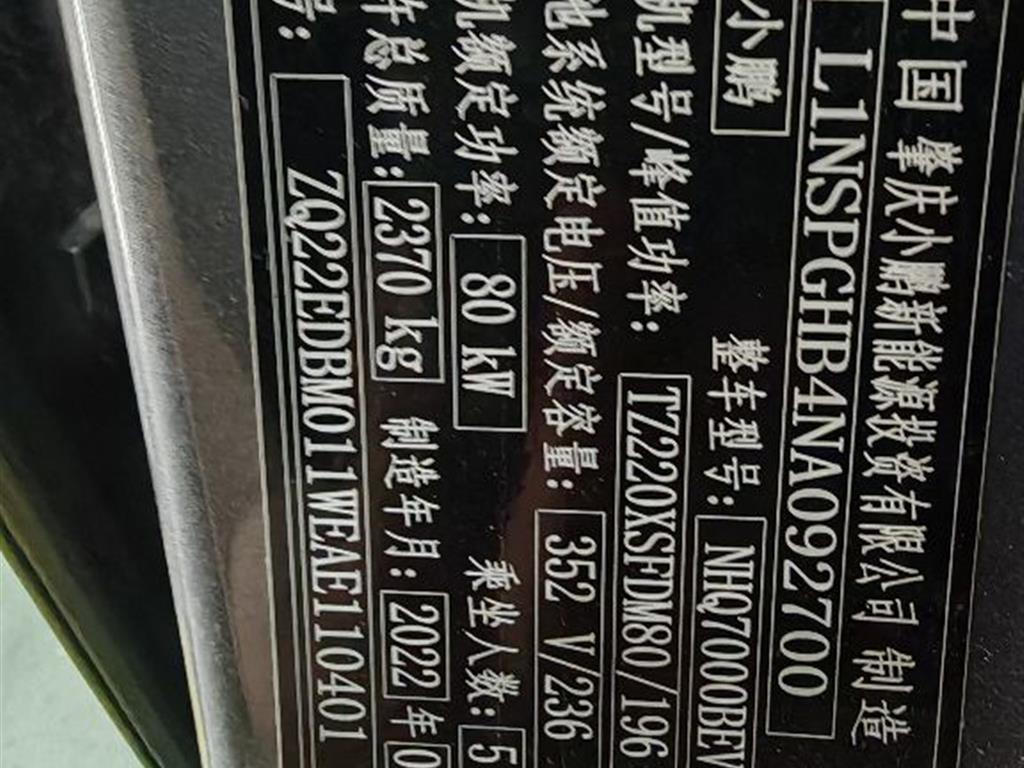 中国 肇庆小鹏新能源投资有限公司 制造
L1NSPGHB4NA092700
小鹏 整车型号: NHQ7000BEV
机型号/峰值功率: TZ220XSFDM80/196
池系统额定电压/额定容量: 352 V/236
机额定功率: 80 kW 乘坐人数: 5
车总质量: 2370 kg 制造年月: 2022 年 0
号: ZQ22EDBM011WEAE110401